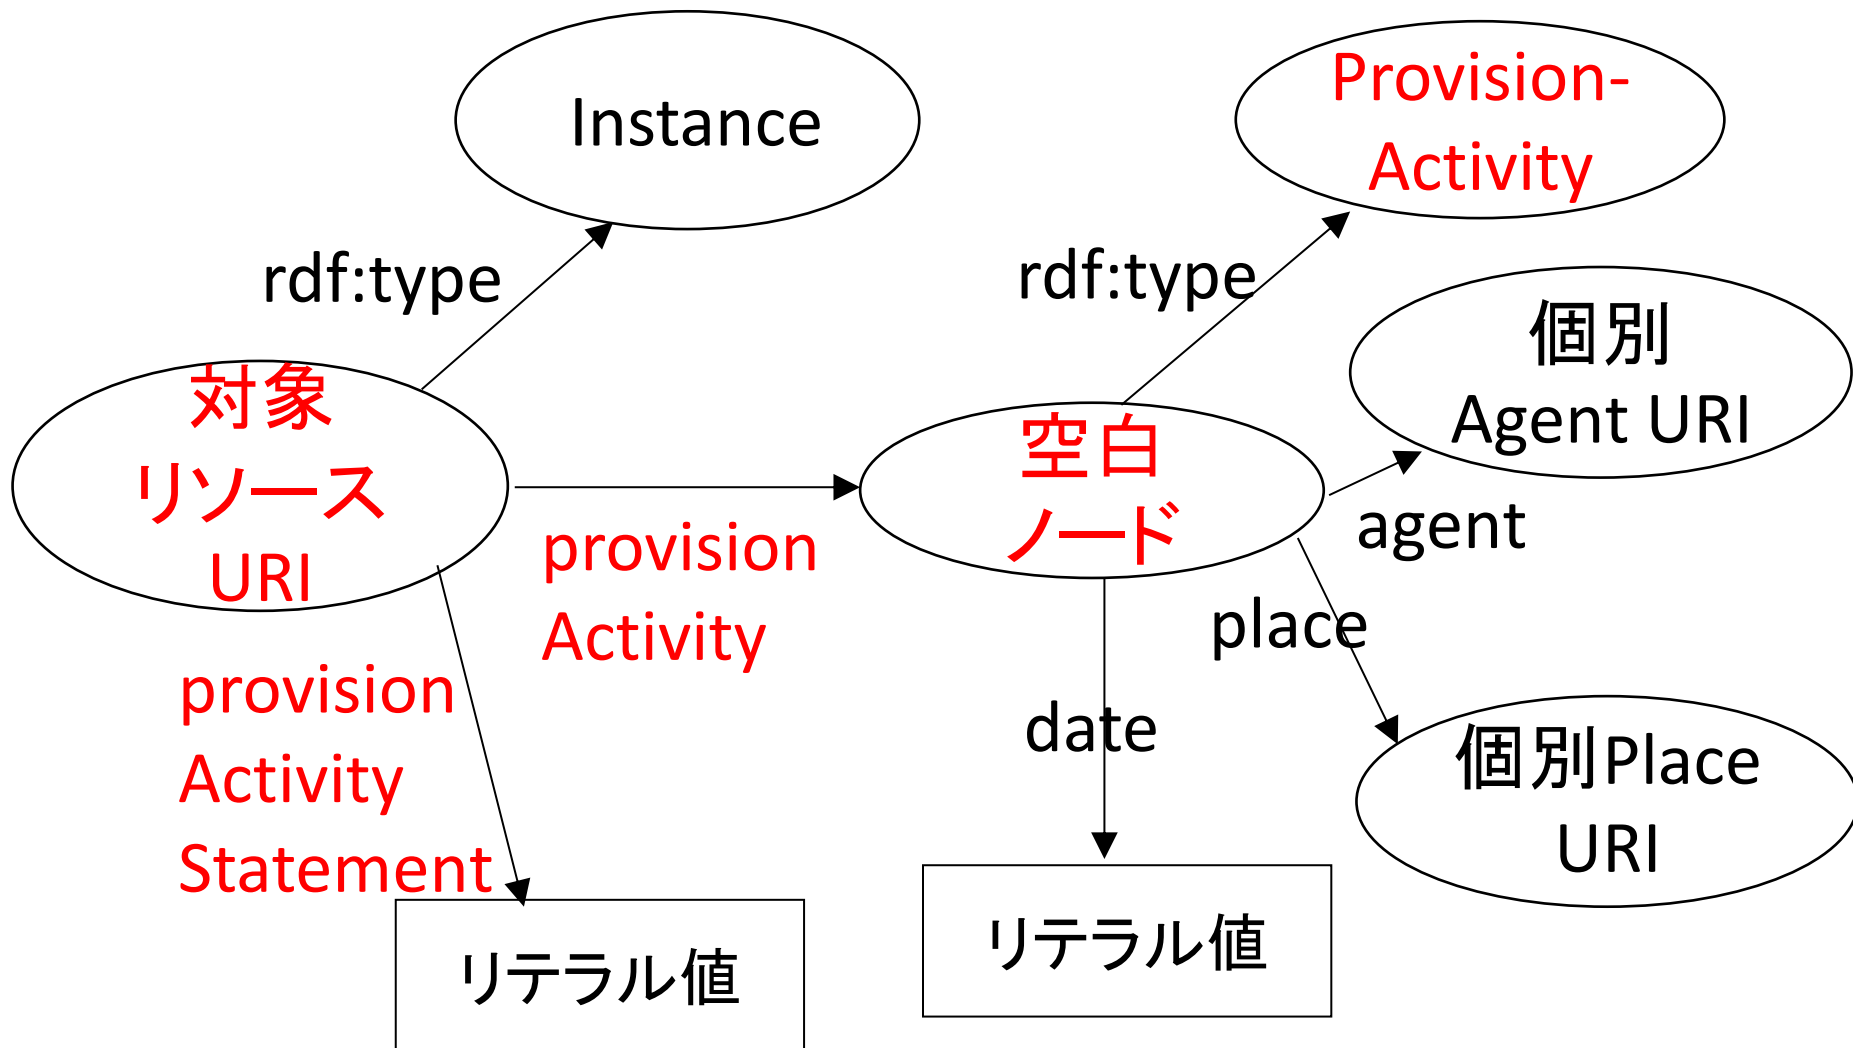 Instance
Provision-
Activity
rdf:type
rdf:type
個別
Agent URI
対象
リソース
URI
空白
ノード
agent
provision
Activity
place
provision
Activity
Statement
date
個別Place
URI
リテラル値
リテラル値